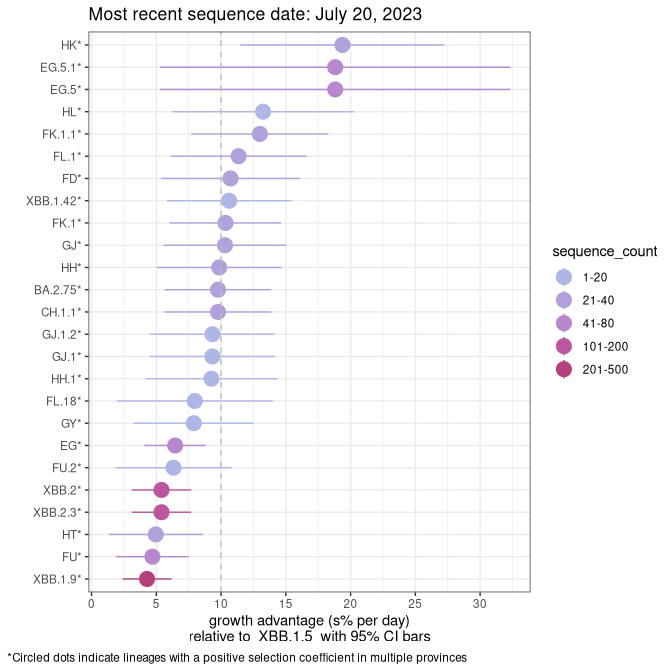 Most recent sequence date: July 20, 2023
HK*
EG.5.1*
EG.5*
HL*
FK.1.1*
FL.1*
FD*
XBB.1.42*
FK.1*
GJ*
HH*
BA.2.75*
CH.1.1*
GJ.1.2*
GJ.1*
HH.1*
FL.18*
GY*
EG*
FU.2*
XBB.2*
XBB.2.3*
HT*
FU*
XBB.1.9*
0 5 10 15 20 25 30
growth advantage (s% per day)
relative to XBB.1.5 with 95% CI bars
sequence_count
1-20
21-40
41-80
101-200
201-500
*Circled dots indicate lineages with a positive selection coefficient in multiple provinces